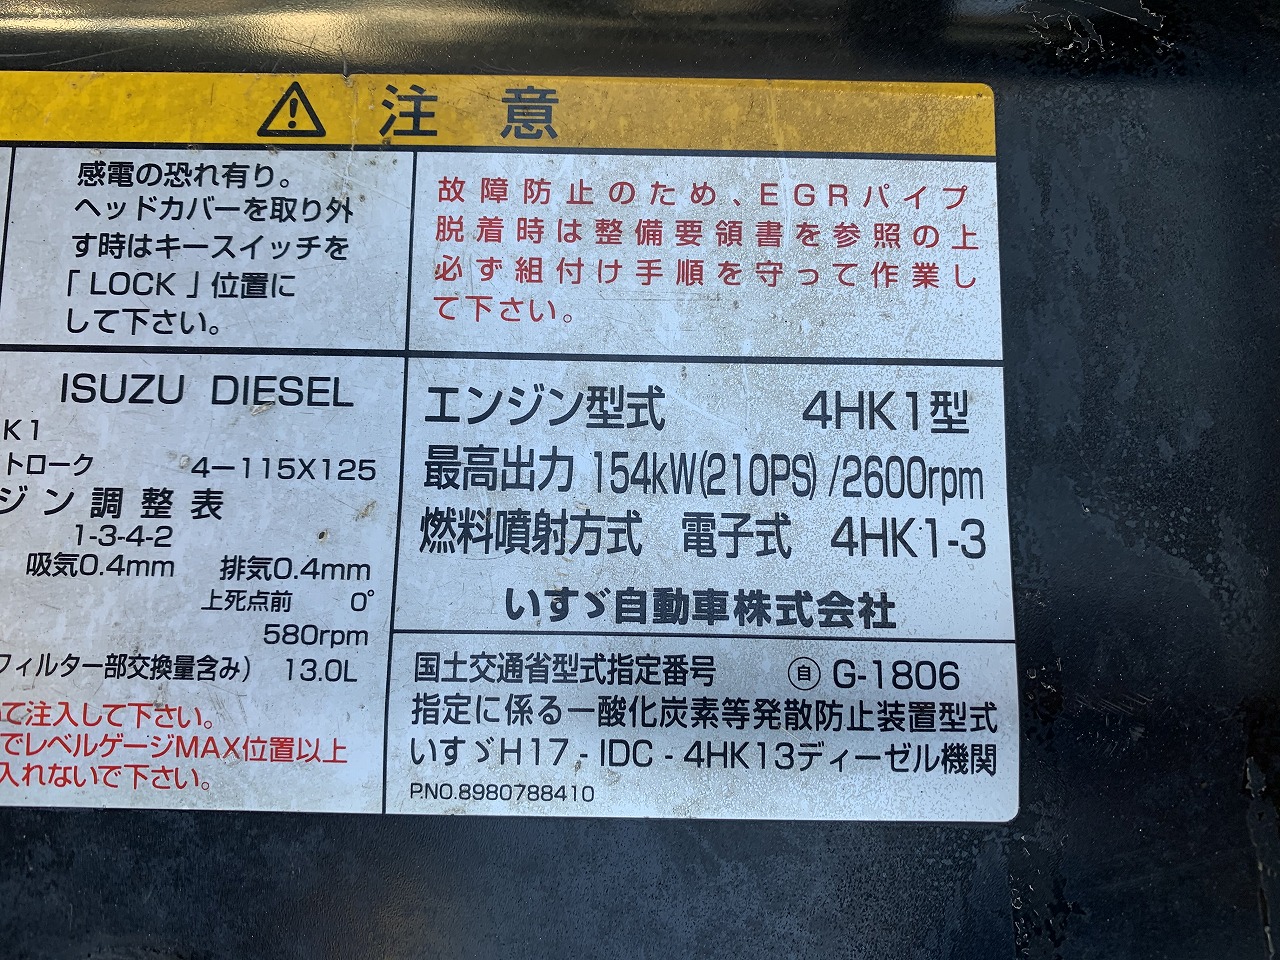 注 意
感電の恐れ有り。
ヘッドカバーを取り外
す時はキースイッチを
「LOCK」位置に
して下さい。
故障防止のため、EGRパイプ
脱着時は整備要領書を参照の上
必ず組付け手順を守って作業し
て下さい。
ISUZU DIESEL
K1
トローク 4-115X125
ジン調整表
1-3-4-2
吸気0.4mm 排気0.4mm
上死点前 0°
580rpm
フィルター部交換量含み) 13.0L
て注入して下さい。
でレベルゲージMAX位置以上
入れないで下さい。
エンジン型式 4HK1型
最高出力 154kW(210PS)/2600rpm
燃料噴射方式 電子式 4HK1-3
いすゞ自動車株式会社
国土交通省型式指定番号 ㊀自 G-1806
指定に係る一酸化炭素等発散防止装置型式
いすゞH17-IDC-4HK13ディーゼル機関
P.NO.8980788410